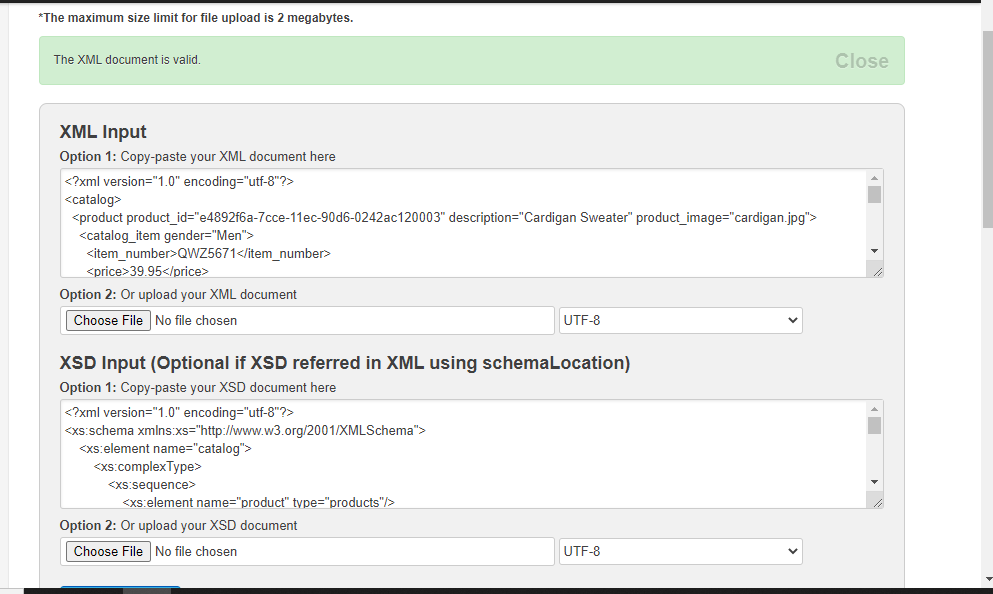 *The maximum size limit for file upload is 2 megabytes.
The XML document is valid.
Close
XML Input
Option 1: Copy-paste your XML document here
<?xml version="1.0" encoding="utf-8"?>
<catalog>
<product product_id="e4892f6a-7cce-11ec-90d6-0242ac120003" description="Cardigan Sweater" product_image="cardigan.jpg">
<catalog_item gender="Men">
<item_number>QWZ5671</item_number>
<price>39.95</price>
Option 2: Or upload your XML document
Choose File No file chosen
UTF-8
XSD Input (Optional if XSD referred in XML using schemaLocation)
Option 1: Copy-paste your XSD document here
<?xml version="1.0" encoding="utf-8"?>
<xs:schema xmlns:xs="http://www.w3.org/2001/XMLSchema">
<xs:element name="catalog">
<xs:complexType>
<xs:sequence>
<xs:element name="product" type="products"/>
Option 2: Or upload your XSD document
Choose File No file chosen
UTF-8